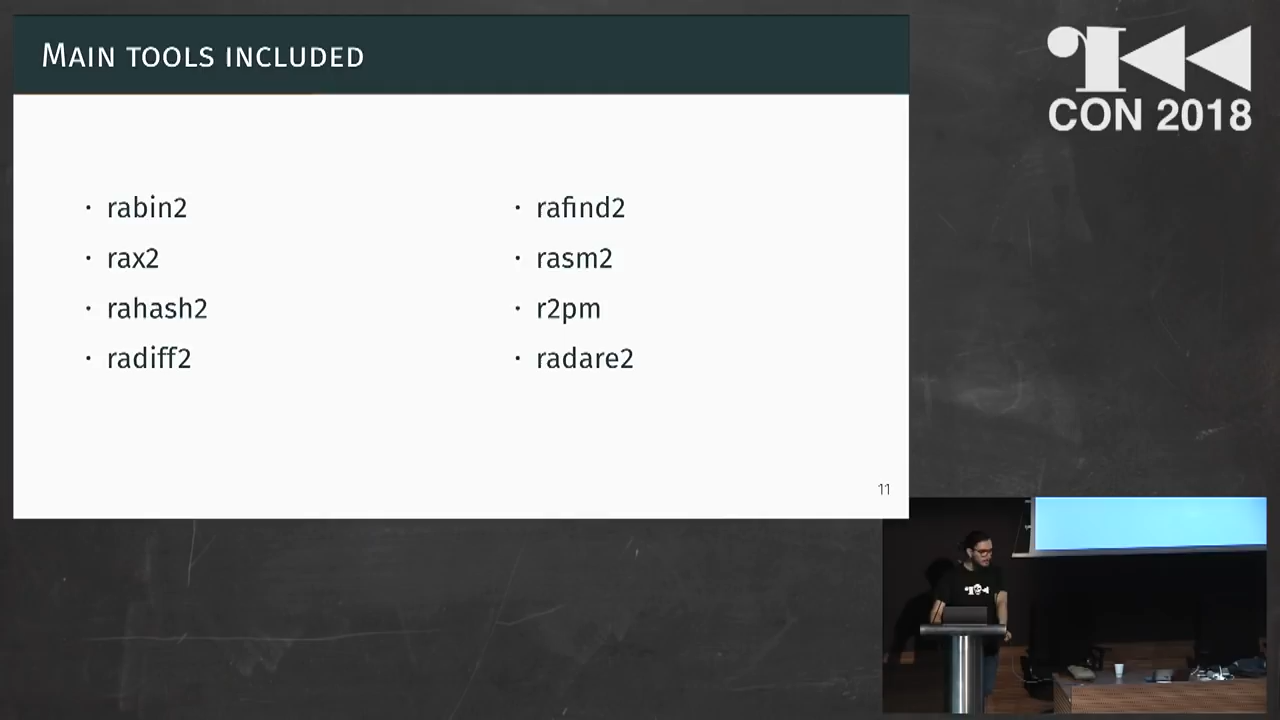 Main tools included
· rabin2
· rax2
· rahash2
· radiff2
· rafind2
· rasm2
· r2pm
· radare2
11
CON 2018